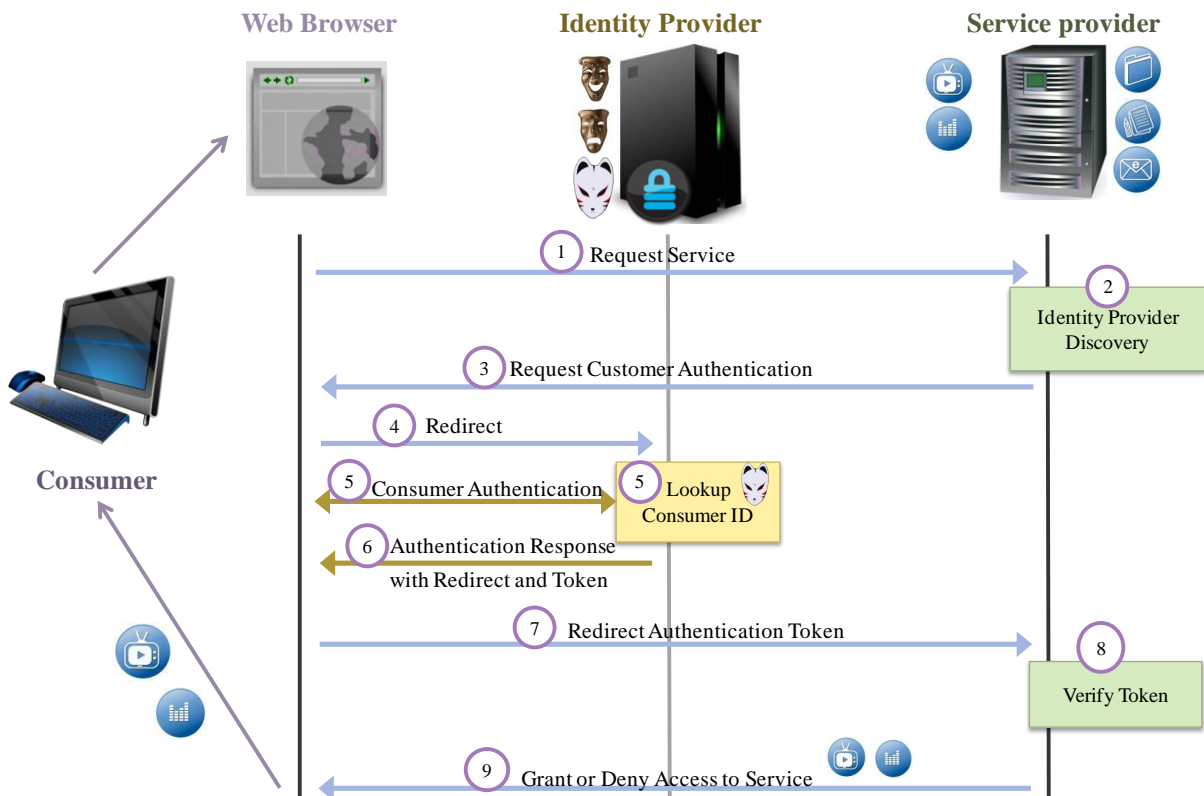 Web Browser
Identity Provider
Service provider
1
Request Service
2
Identity Provider
Discovery
3
Request Customer Authentication
4
Redirect
Consumer
5
Consumer Authentication
5
Lookup
Consumer ID
6
Authentication Response
with Redirect and Token
7
Redirect Authentication Token
8
Verify Token
9
Grant or Deny Access to Service
e